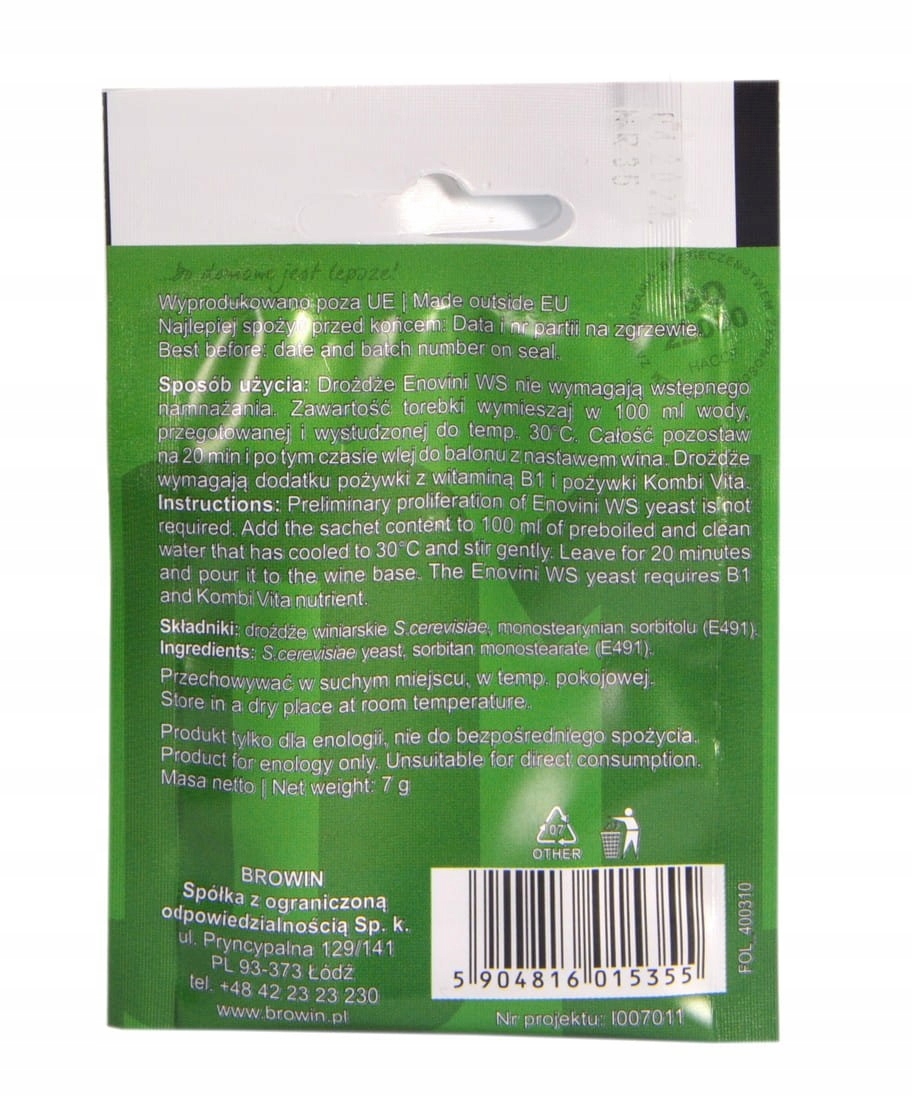 NR 35
...bo domowe jest lepsze!
Wyprodukowano poza UE | Made outside EU
Najlepiej spożyć przed końcem: Data i nr partii na zgrzewie.
Best before: date and batch number on seal.
22000
HACCP
Sposób użycia: Drożdże Enovini WS nie wymagają wstępnego
namnażania. Zawartość torebki wymieszaj w 100 ml wody,
przegotowanej i wystudzonej do temp. 30°C. Całość pozostaw
na 20 min i po tym czasie wlej do balonu z nastawem wina. Drożdże
wymagają dodatku pożywki z witaminą B1 i pożywki Kombi Vita.
Instructions: Preliminary proliferation of Enovini WS yeast is not
required. Add the sachet content to 100 ml of preboiled and clean
water that has cooled to 30°C and stir gently. Leave for 20 minutes
and pour it to the wine base. The Enovini WS yeast requires B1
and Kombi Vita nutrient.
Składniki: drożdże winiarskie S.cerevisiae, monostearynian sorbitolu (E491).
Ingredients: S.cerevisiae yeast, sorbitan monostearate (E491).
Przechowywać w suchym miejscu, w temp. pokojowej.
Store in a dry place at room temperature.
Produkt tylko dla enologii, nie do bezpośredniego spożycia.
Product for enology only. Unsuitable for direct consumption.
Masa netto | Net weight: 7 g
07
OTHER
BROWIN
Spółka z ograniczoną
odpowiedzialnością Sp. k.
ul. Pryncypalna 129/141
PL 93-373 Łódź
tel. +48 42 23 23 230
www.browin.pl
5 904816 015355
FOL_400310
Nr projektu: I007011